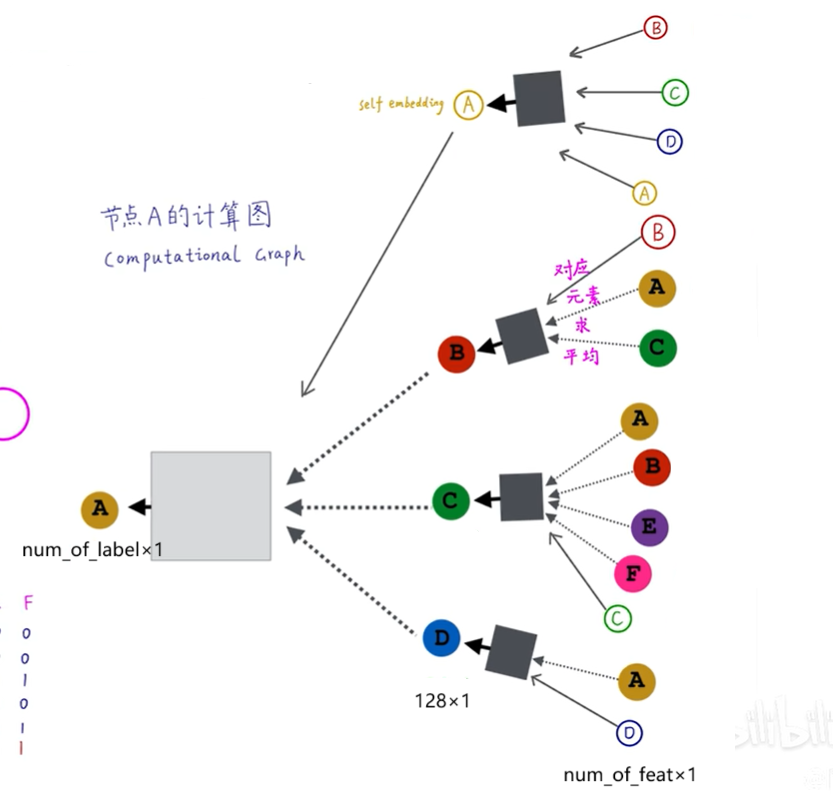 B
self embedding
A
C
D
A
节点A的计算图
Computational Graph
B
对应
元素
求
平均
A
B
C
A
B
A
C
E
num_of_label×1
F
C
F
0
0
1
0
1
1
D
A
128×1
D
num_of_feat×1